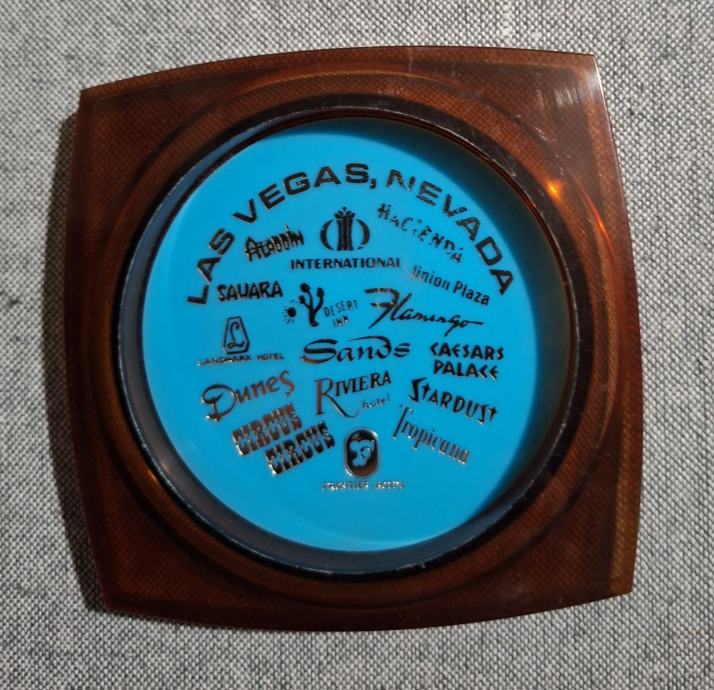 LAS VEGAS, NEVADA
ALADDIN
INTERNATIONAL
HACIENDA
Union Plaza
SAHARA
DESERT
INN
Flamingo
L
LANDMARK HOTEL
Sands
CAESARS
PALACE
Dunes
RIVIERA
hotel
STARDUST
CIRCUS
CIRCUS
Tropicana
FRONTIER HOTEL